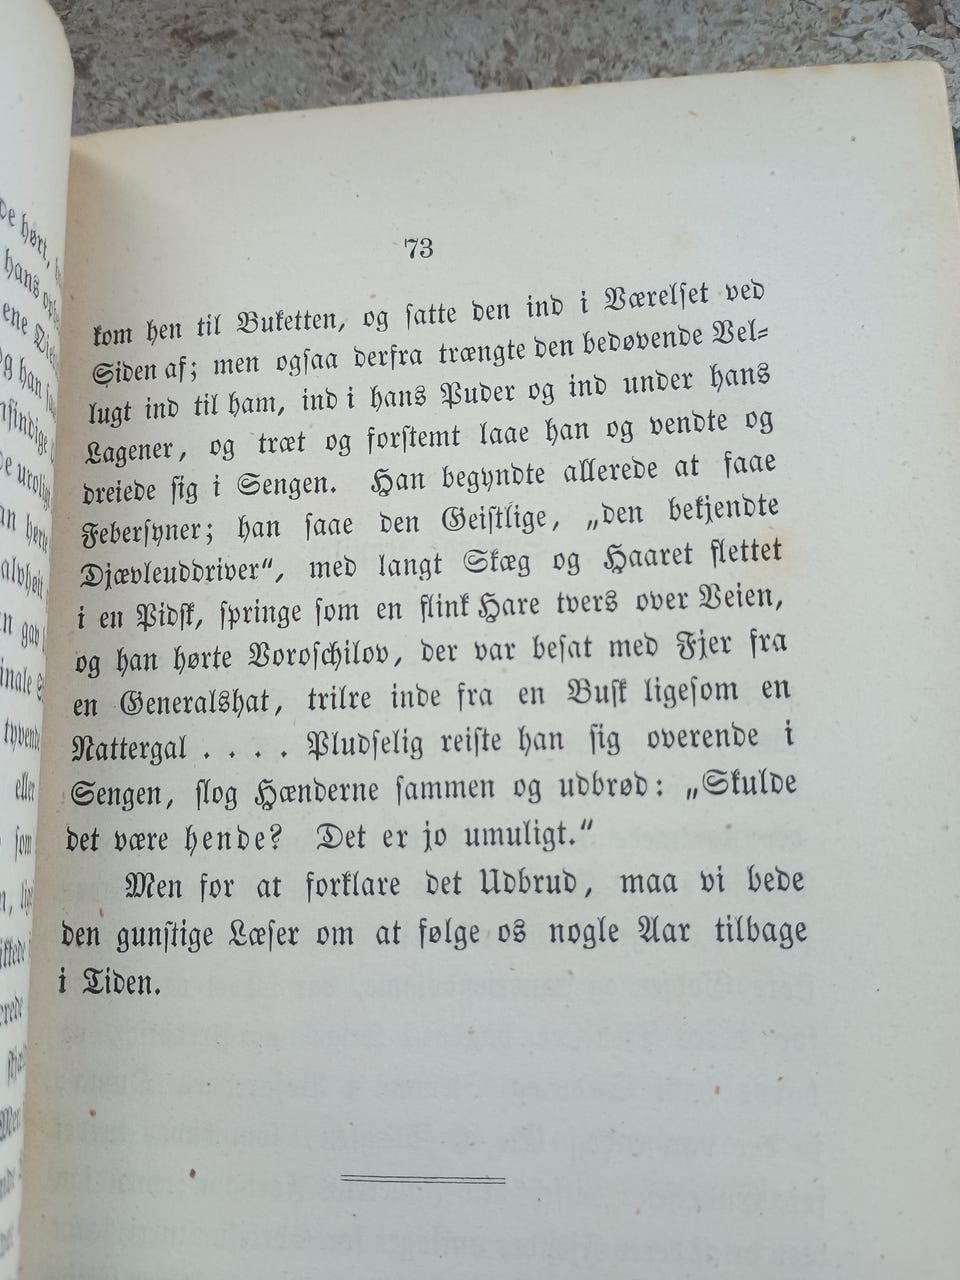 73
kom hen til Buketten, og satte den ind i Værelset ved
Siden af; men ogsaa derfra trængte den bedøvende Vel-
lugt ind til ham, ind i hans Puder og ind under hans
Lagener, og træt og forstemt laae han og vendte og
dreiede sig i Sengen. Han begyndte allerede at faae
Febersyner; han saae den Geistlige, „den bekjendte
Djævleuddriver“, med langt Skæg og Haaret flettet
i en Pidsk, springe som en flink Hare tvers over Veien,
og han hørte Voroschilov, der var besat med Fjer fra
en Generalshat, trilre inde fra en Busk ligesom en
Nattergal . . . . Pludselig reiste han sig overende i
Sengen, slog Hænderne sammen og udbrød: „Skulde
det være hende? Det er jo umuligt.“
Men for at forklare det Udbrud, maa vi bede
den gunstige Læser om at følge os nogle Aar tilbage
i Tiden.